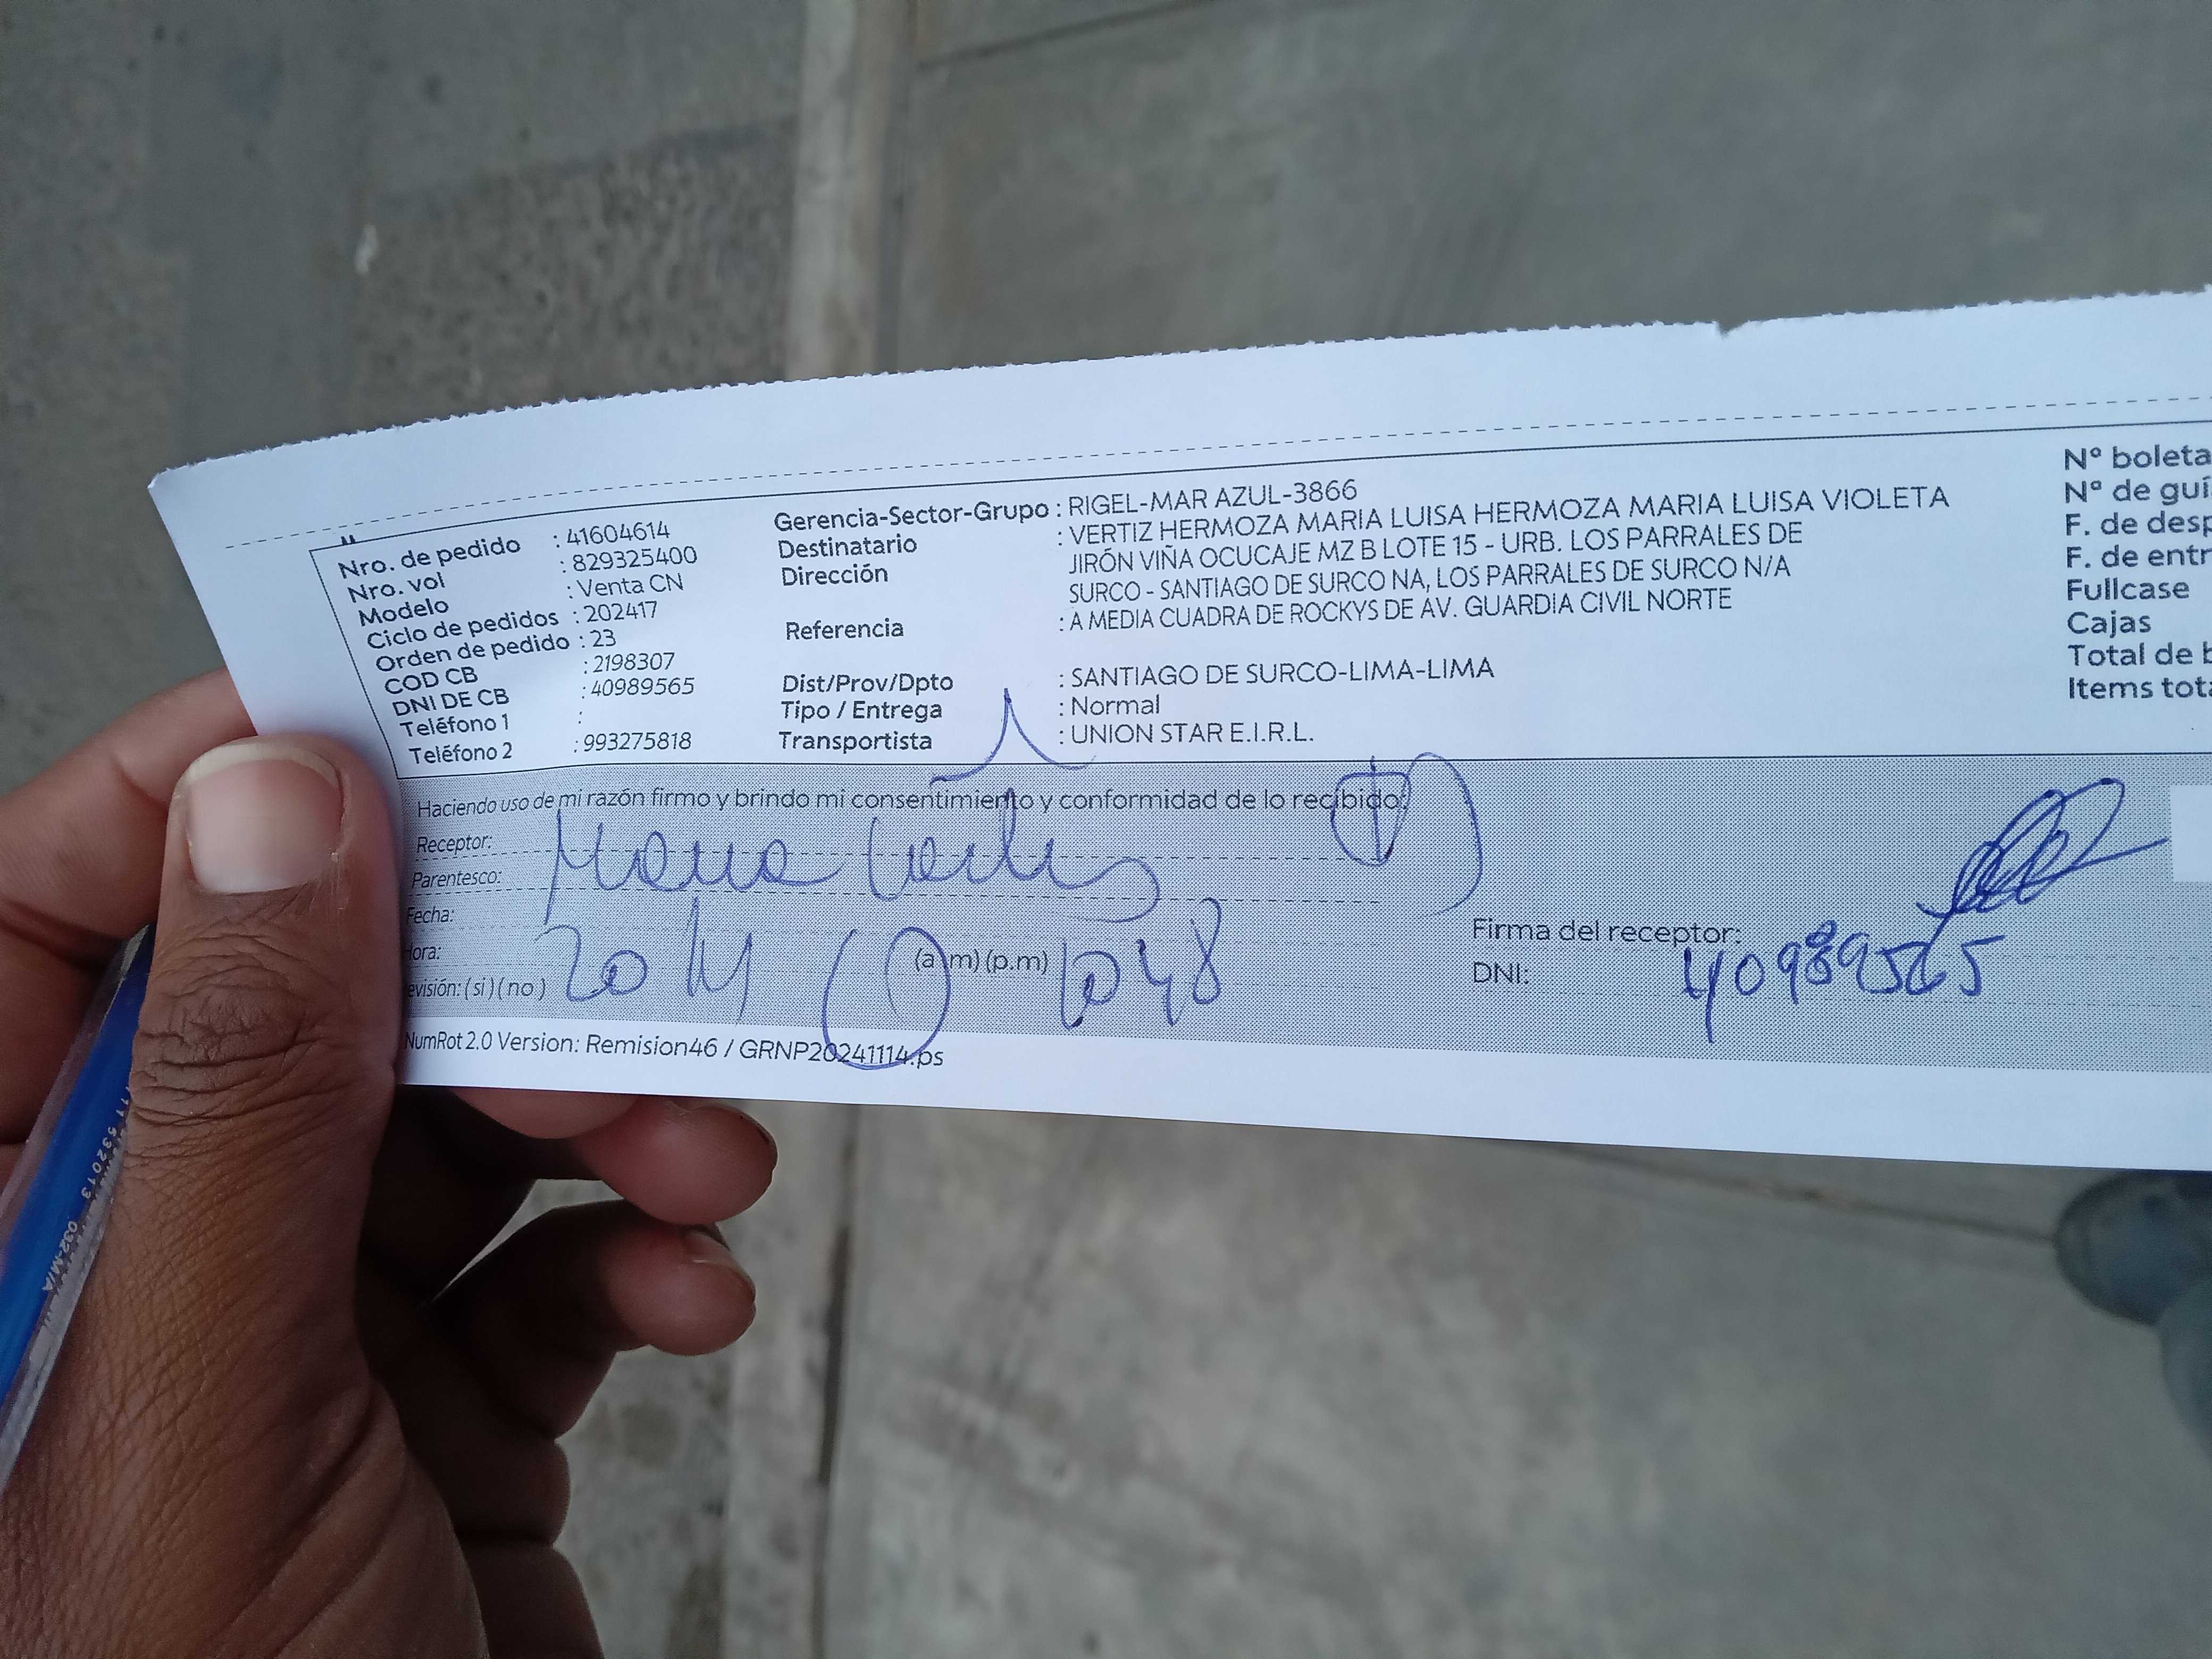 Nro. de pedido : 41604614
Nro. vol : 829325400
Modelo : Venta CN
Ciclo de pedidos : 202417
Orden de pedido : 23
COD CB : 2198307
DNI DE CB : 40989565
Teléfono 1 :
Teléfono 2 : 993275818
Gerencia-Sector-Grupo : RIGEL-MAR AZUL-3866
Destinatario : VERTIZ HERMOZA MARIA LUISA HERMOZA MARIA LUISA VIOLETA
Dirección JIRÓN VIÑA OCUCAJE MZ B LOTE 15 - URB. LOS PARRALES DE
SURCO - SANTIAGO DE SURCO NA, LOS PARRALES DE SURCO N/A
Referencia : A MEDIA CUADRA DE ROCKYS DE AV. GUARDIA CIVIL NORTE
Dist/Prov/Dpto : SANTIAGO DE SURCO-LIMA-LIMA
Tipo / Entrega : Normal
Transportista : UNION STAR E.I.R.L.
Nº boleta
Nº de guí
F. de desp
F. de entr
Fullcase
Cajas
Total de b
Items tota
Haciendo uso de mi razón firmo y brindo mi consentimiento y conformidad de lo recibido:
Receptor:
Parentesco:
Fecha:
Hora: (a.m) (p.m)
evisión: ( si ) ( no )
20 10 48
Firma del receptor:
DNI: 40989565
NumRot 2.0 Version: Remision46 / GRNP20241114.ps
532013 032-M/A